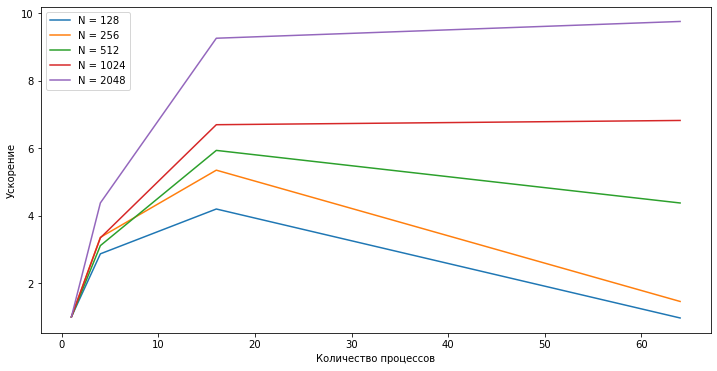 10
8
6
4
2
Ускорение
N = 128
N = 256
N = 512
N = 1024
N = 2048
0 10 20 30 40 50 60
Количество процессов